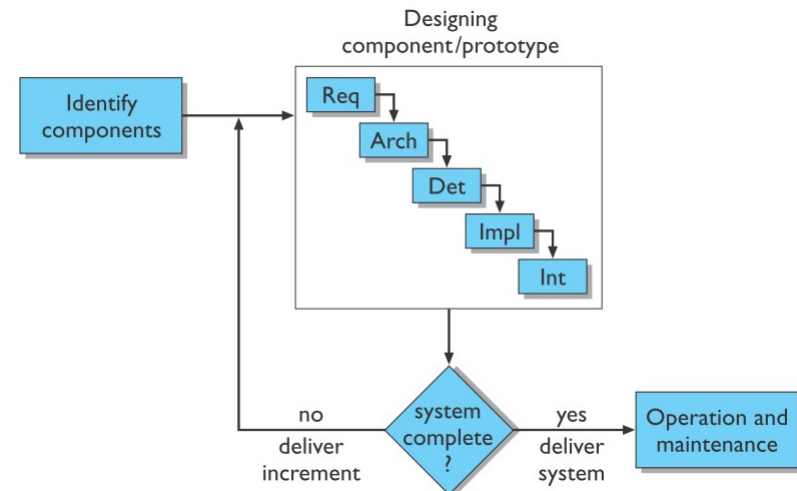 Designing
component/prototype
Identify
components
Req
Arch
Det
Impl
Int
no
deliver
increment
system
complete
?
yes
deliver
system
Operation and
maintenance